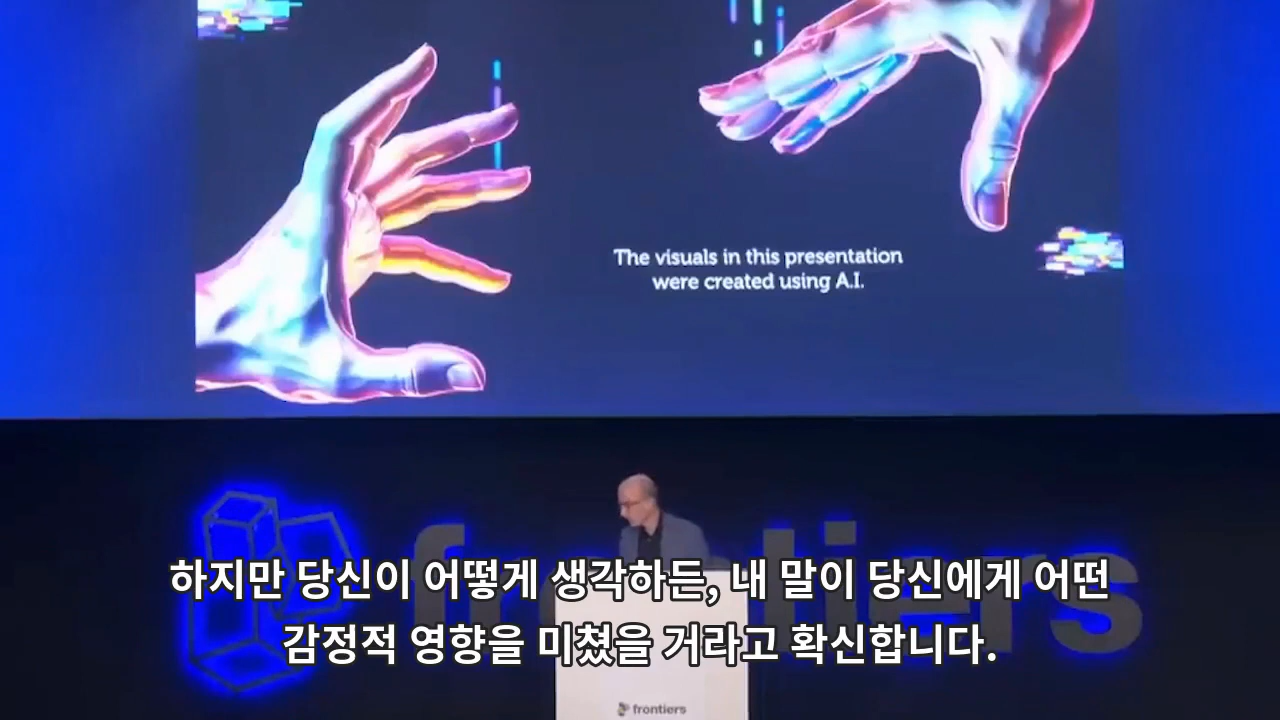 The visuals in this presentation
were created using A.I.
frontiers
하지만 당신이 어떻게 생각하든, 내 말이 당신에게 어떤
감정적 영향을 미쳤을 거라고 확신합니다.
frontiers